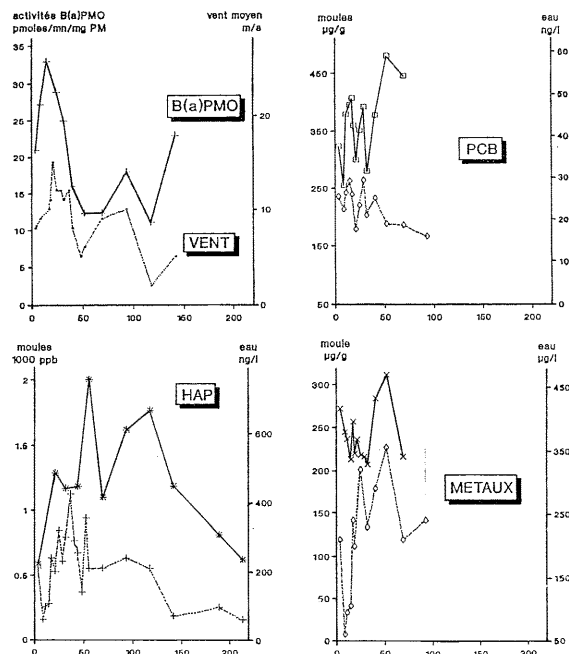 activités B(a)PMO
pmoles/mn/mg PM
vent moyen
m/s
35
30
25
20
15
10
5
0
20
10
0
B(a)PMO
VENT
0 50 100 150 200
moules
µg/g
eau
ng/l
450
350
250
150
50
60
50
40
30
20
10
0
PCB
0 50 100 150 200
moules
1000 ppb
eau
ng/l
2
1.5
1
0.5
0
600
400
200
0
HAP
0 50 100 150 200
moule
µg/g
eau
µg/l
300
250
200
150
100
50
0
450
350
250
150
50
METAUX
0 50 100 150 200